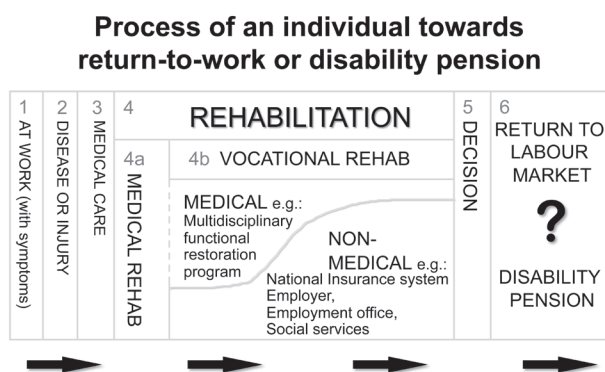 Process of an individual towards
return-to-work or disability pension
1
AT WORK (with symptoms)
2
DISEASE OR INJURY
3
MEDICAL CARE
4
REHABILITATION
4a
MEDICAL REHAB
4b VOCATIONAL REHAB
MEDICAL e.g.:
Multidisciplinary
functional
restoration
program
NON-
MEDICAL e.g.:
National Insurance system
Employer,
Employment office,
Social services
5
DECISION
6
RETURN TO
LABOUR
MARKET
?
DISABILITY
PENSION